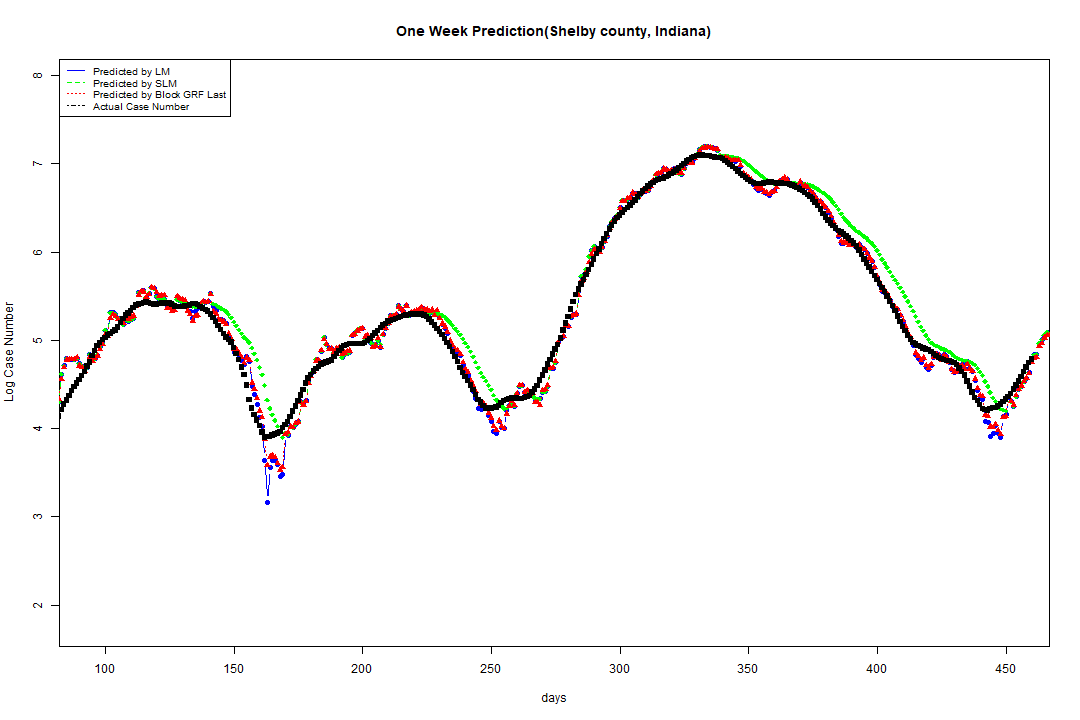 One Week Prediction(Shelby county, Indiana)
Predicted by LM
Predicted by SLM
Predicted by Block GRF Last
Actual Case Number
8
7
6
5
4
3
2
Log Case Number
100 150 200 250 300 350 400 450
days